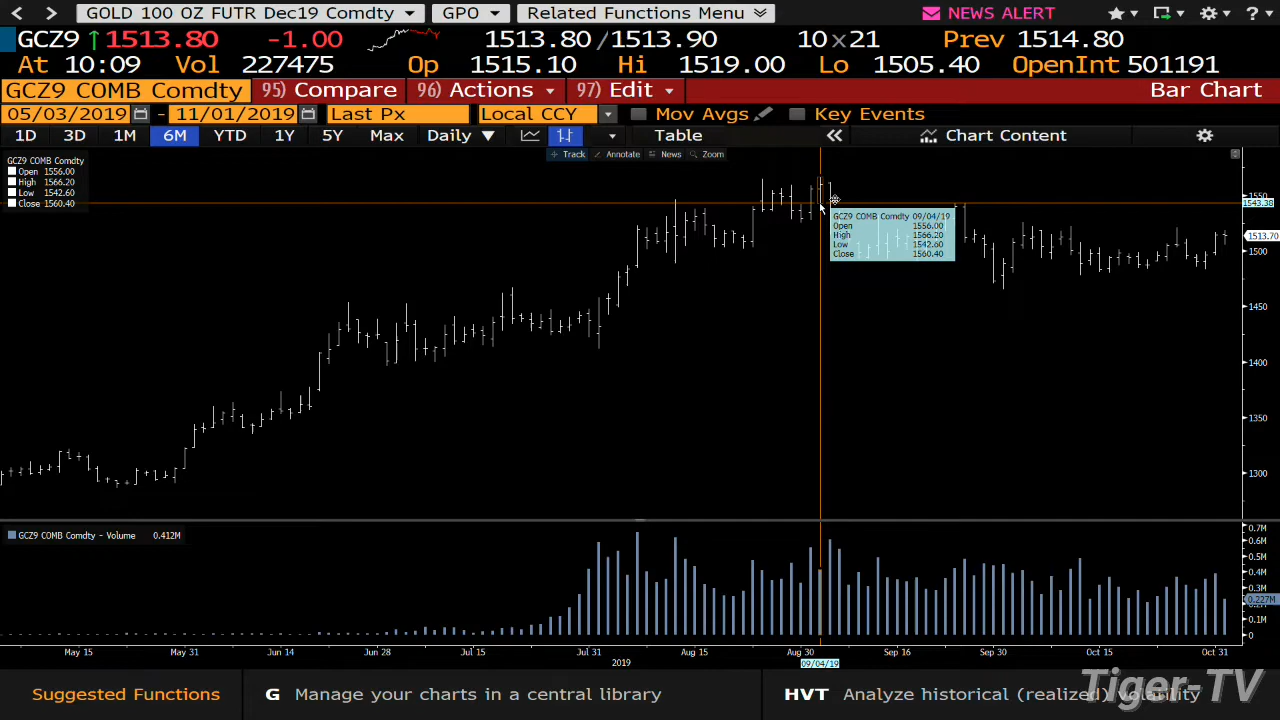 GOLD 100 OZ FUTR Dec19 Comdty GPO Related Functions Menu NEWS ALERT
GCZ9 ↑1513.80 -1.00 1513.80/1513.90 10×21 Prev 1514.80
At 10:09 Vol 227475 Op 1515.10 Hi 1519.00 Lo 1505.40 OpenInt 501191
GCZ9 COMB Comdty 95) Compare 96) Actions 97) Edit Bar Chart
05/03/2019 - 11/01/2019 Last Px Local CCY Mov Avgs Key Events
1D 3D 1M 6M YTD 1Y 5Y Max Daily ▼ Table « Chart Content
Track Annotate News Zoom
GCZ9 COMB Comdty
Open 1556.00
High 1566.20
Low 1542.60
Close 1560.40
GCZ9 COMB Comdty 09/04/19
Open 1556.00
High 1566.20
Low 1542.60
Close 1560.40
1550
1543.38
1513.70
1500
1450
1400
1350
1300
GCZ9 COMB Comdty - Volume 0.412M
0.7M
0.6M
0.5M
0.4M
0.3M
0.227M
0.1M
0
May 15 May 31 Jun 14 Jun 28 Jul 15 Jul 31 Aug 15 Aug 30 Sep 16 Sep 30 Oct 15 Oct 31
2019 09/04/19
Suggested Functions G Manage your charts in a central library HVT Analyze historical (realized) volatility
Tiger-TV